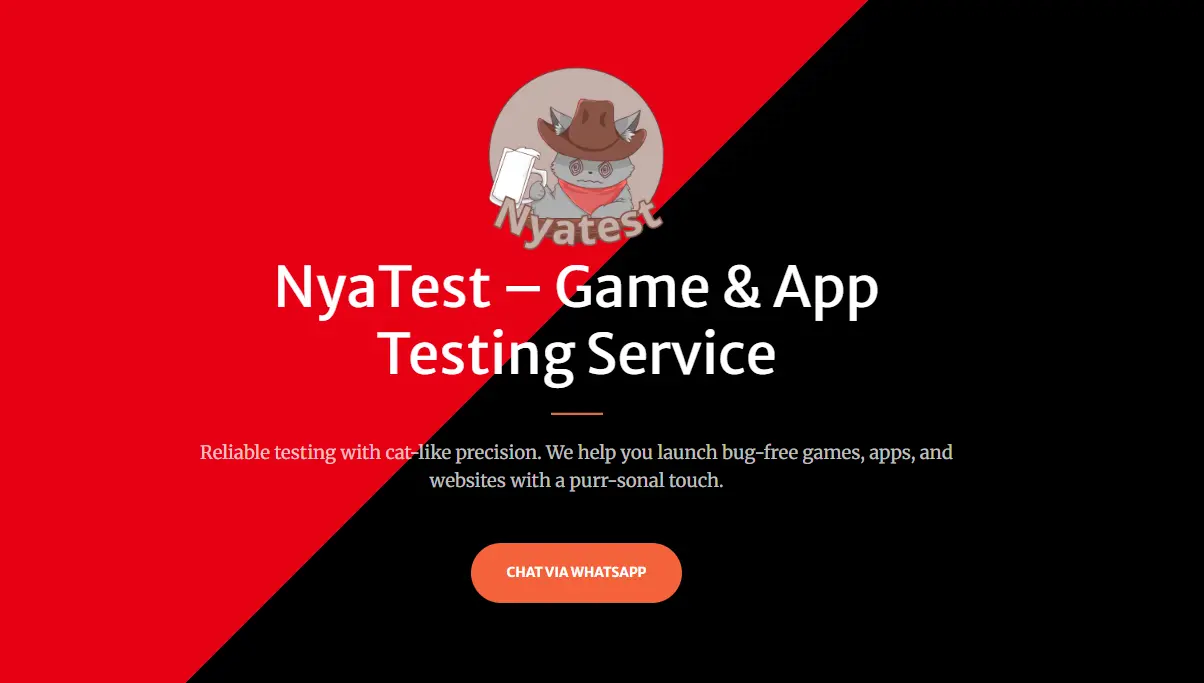 Nyatest
NyaTest – Game & App
Testing Service
Reliable testing with cat-like precision. We help you launch bug-free games, apps, and
websites with a purr-sonal touch.
CHAT VIA WHATSAPP